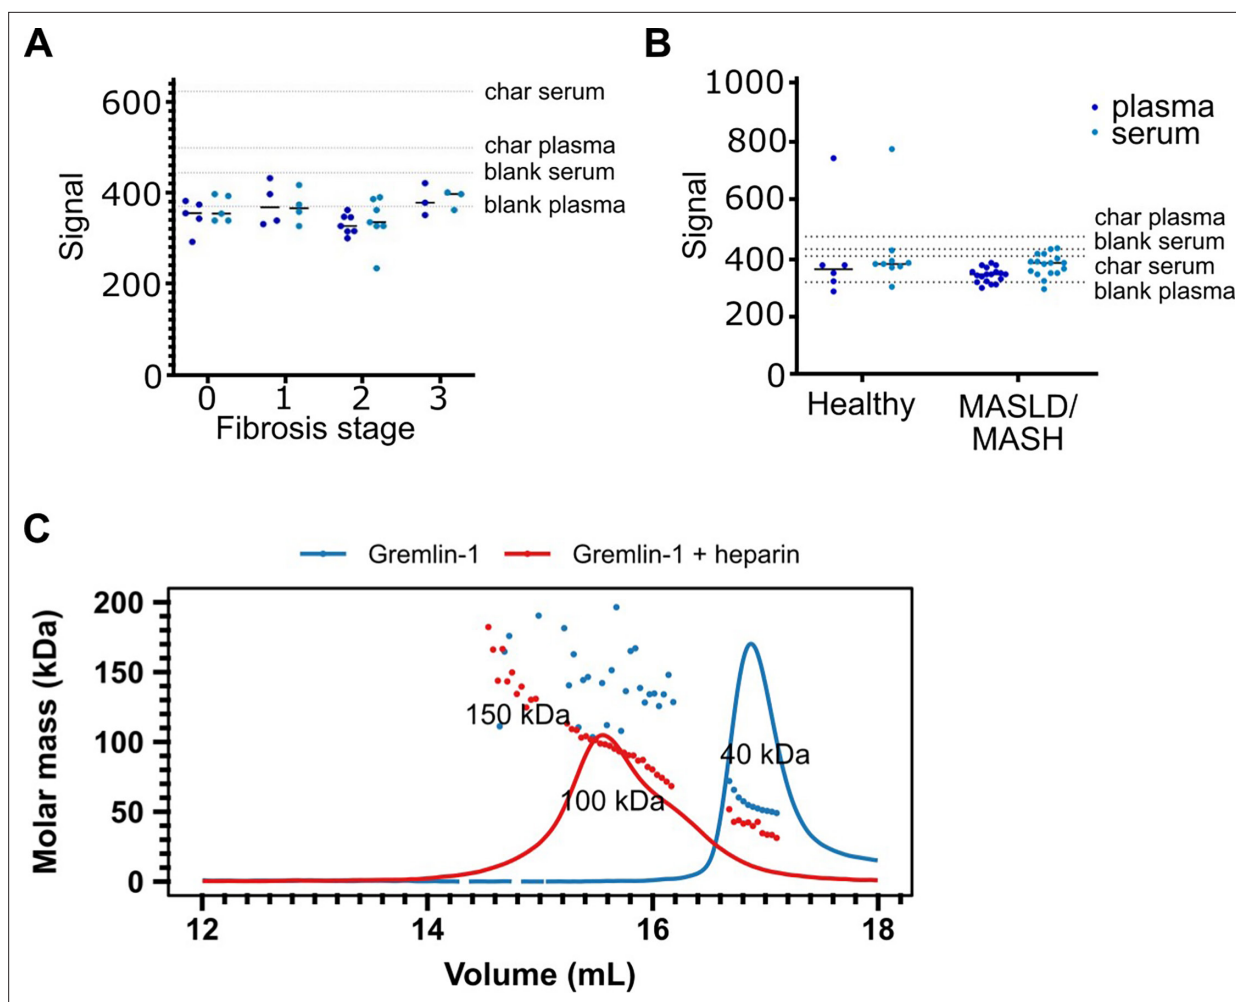 A
600
400
200
0
Signal
char serum
char plasma
blank serum
blank plasma
0 1 2 3
Fibrosis stage
B
1000
800
600
400
200
0
Signal
plasma
serum
char plasma
blank serum
char serum
blank plasma
Healthy
MASLD/
MASH
C
Gremlin-1
Gremlin-1 + heparin
200
150
100
50
0
Molar mass (kDa)
150 kDa
100 kDa
40 kDa
12 14 16 18
Volume (mL)